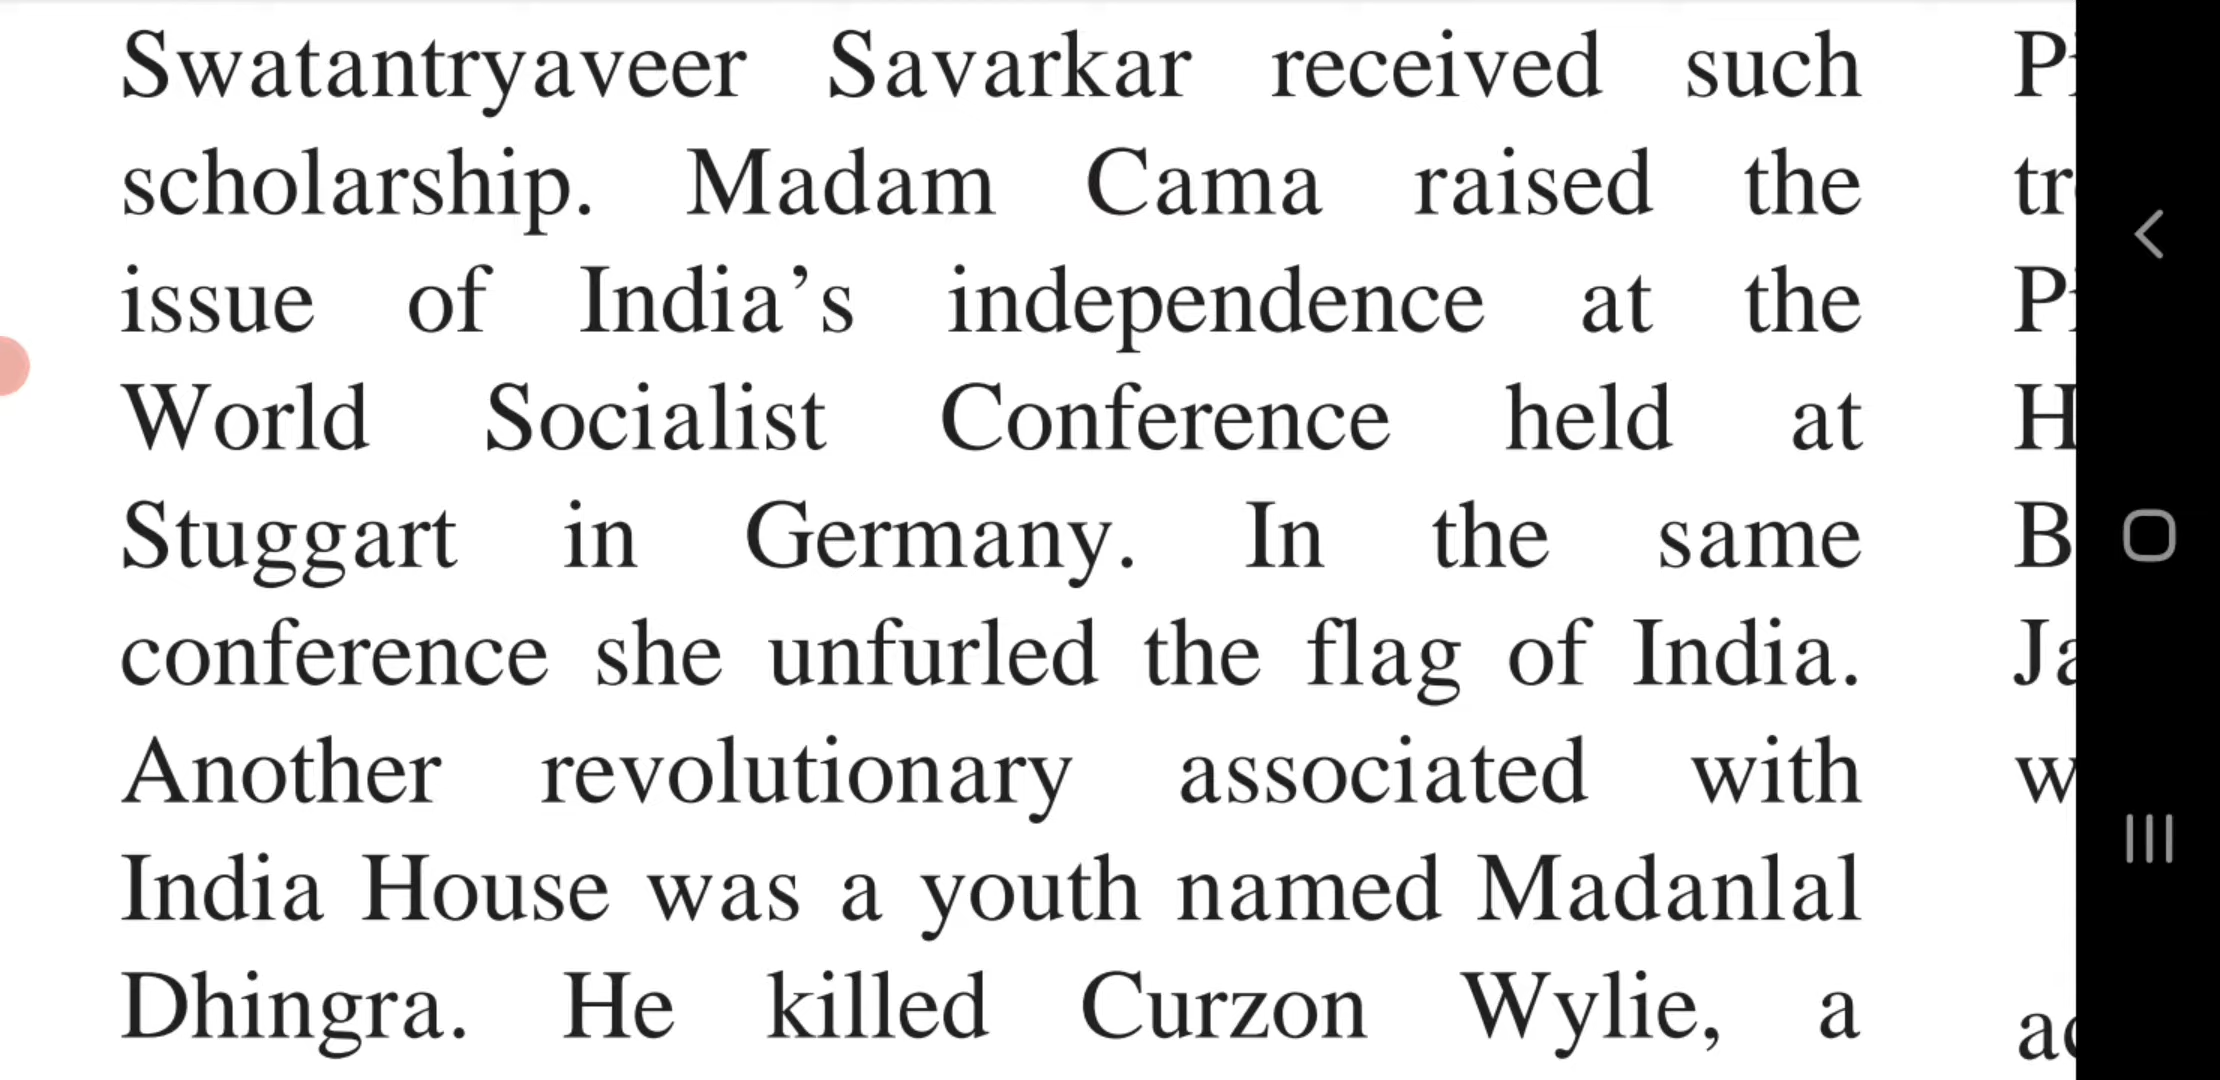 Swatantryaveer Savarkar received such
scholarship. Madam Cama raised the
issue of India's independence at the
World Socialist Conference held at
Stuggart in Germany. In the same
conference she unfurled the flag of India.
Another revolutionary associated with
India House was a youth named Madanlal
Dhingra. He killed Curzon Wylie, a